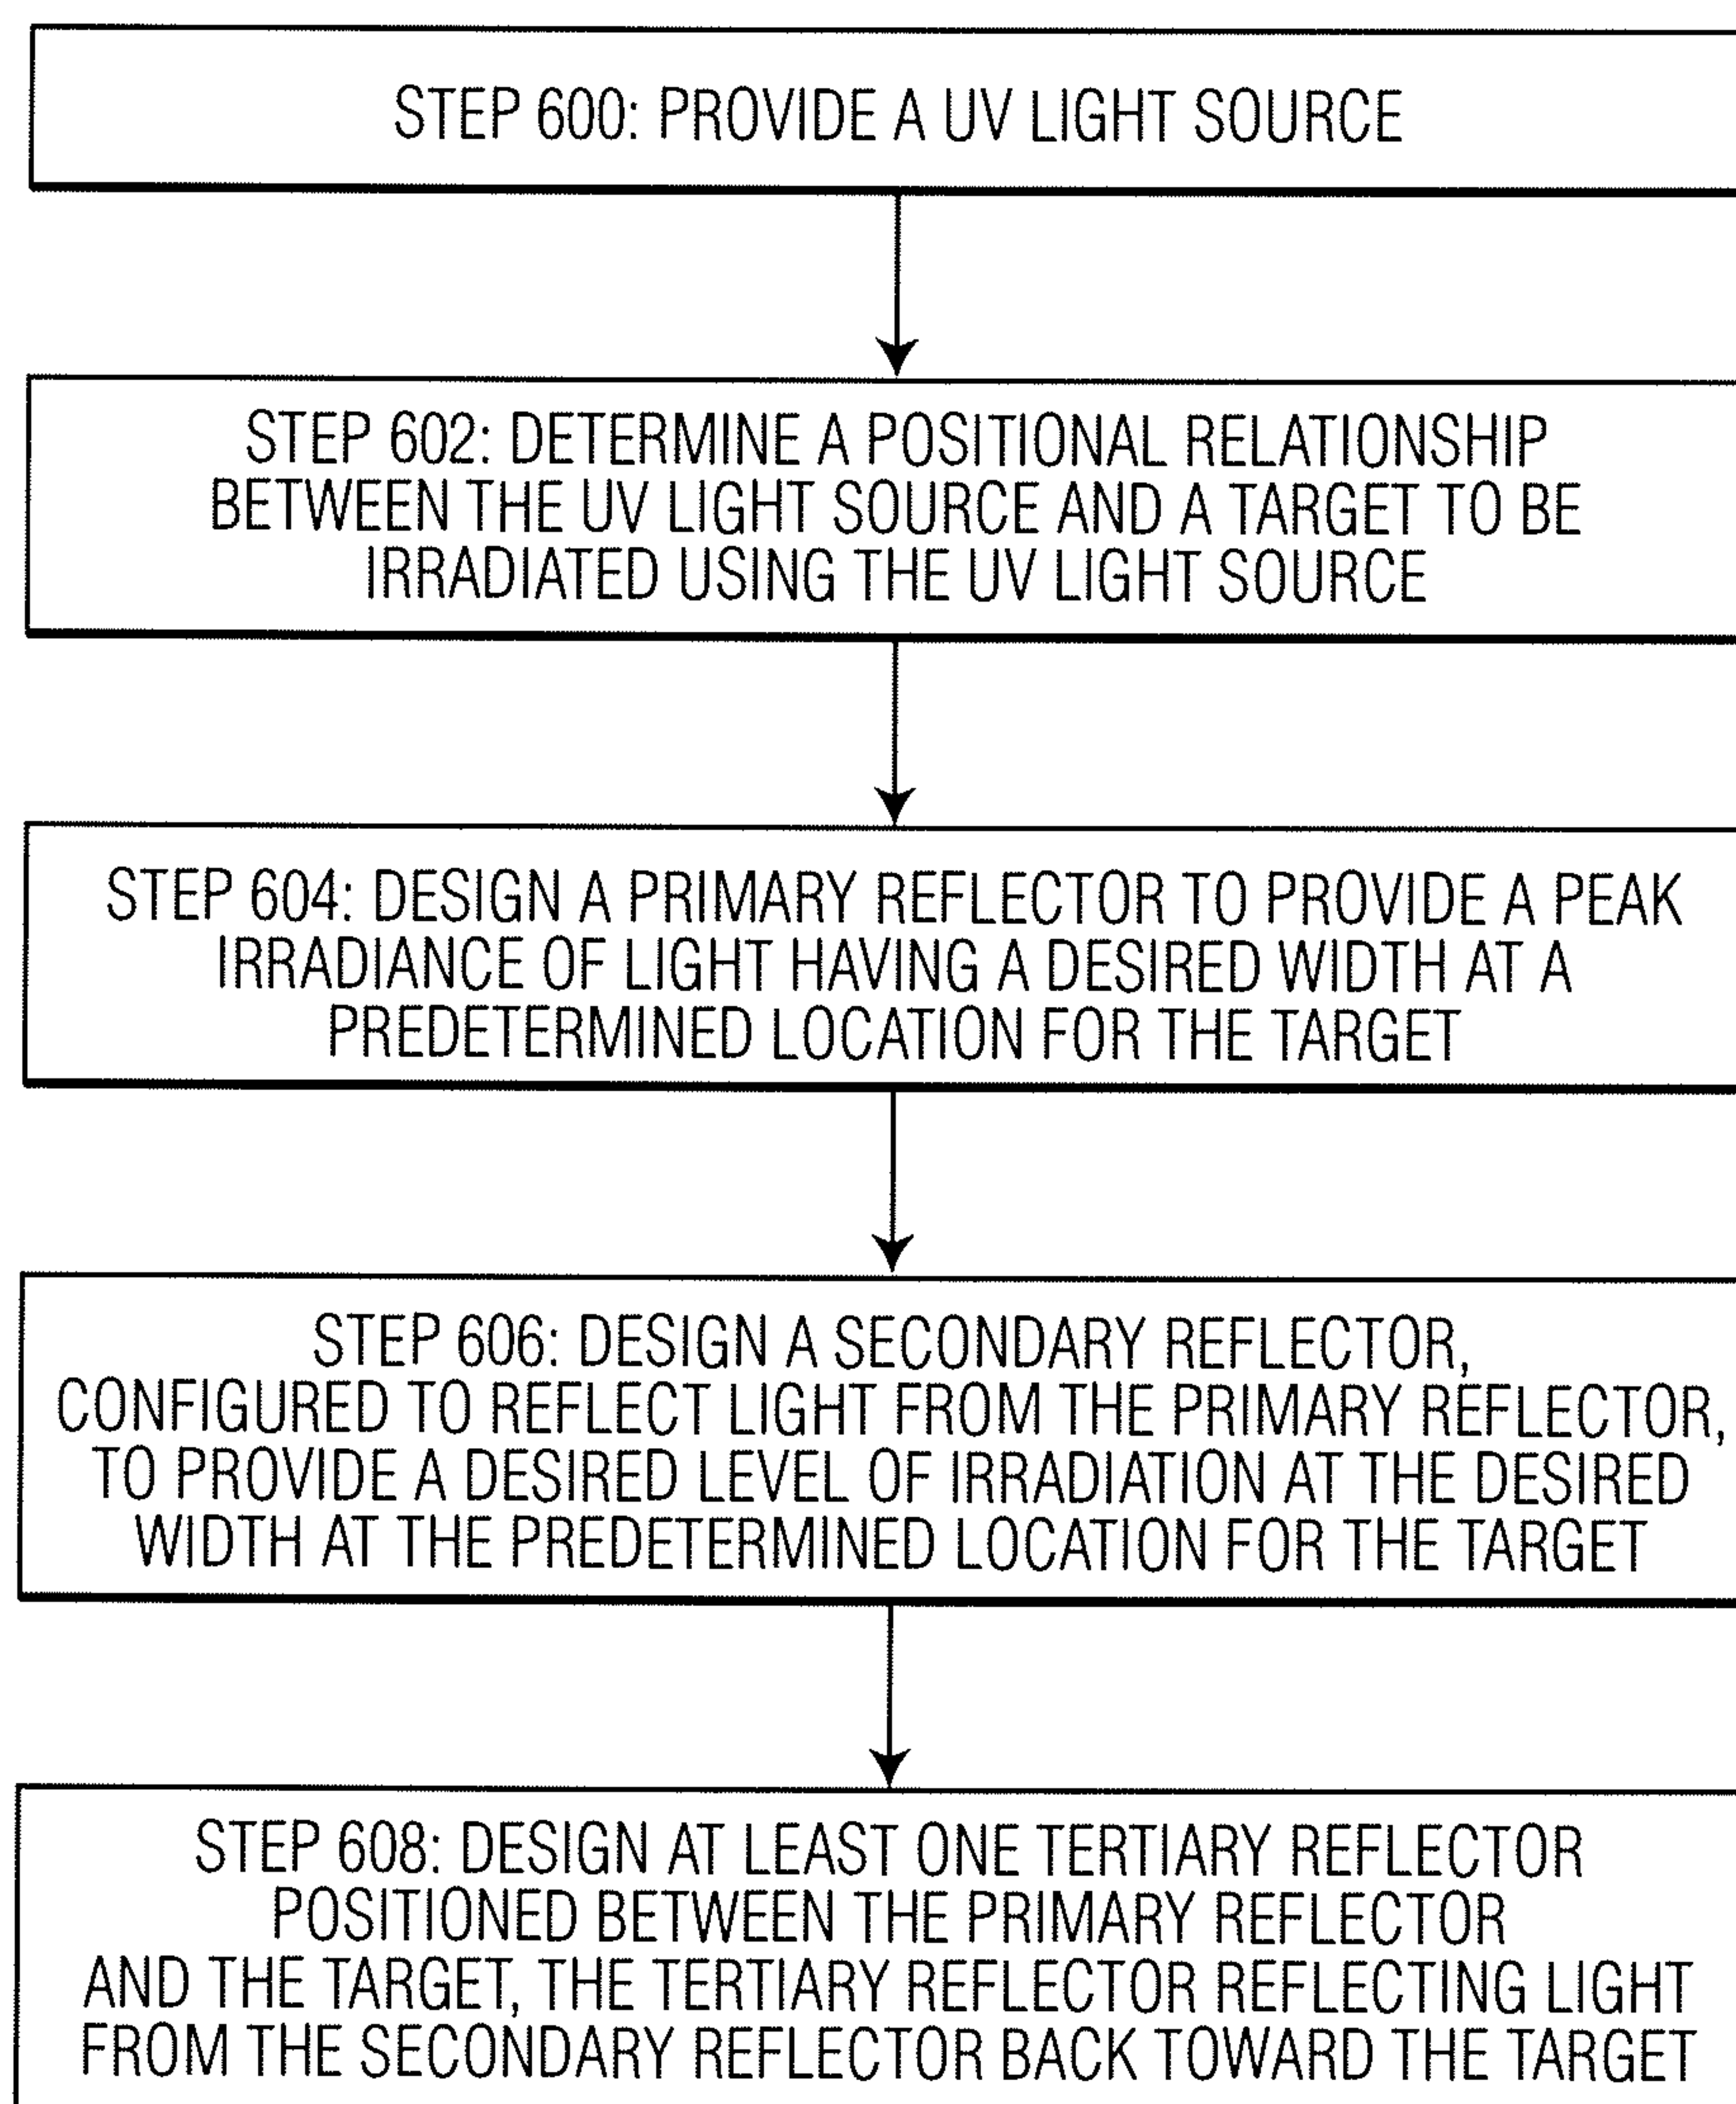 STEP 600: PROVIDE A UV LIGHT SOURCE
STEP 602: DETERMINE A POSITIONAL RELATIONSHIP
BETWEEN THE UV LIGHT SOURCE AND A TARGET TO BE
IRRADIATED USING THE UV LIGHT SOURCE
STEP 604: DESIGN A PRIMARY REFLECTOR TO PROVIDE A PEAK
IRRADIANCE OF LIGHT HAVING A DESIRED WIDTH AT A
PREDETERMINED LOCATION FOR THE TARGET
STEP 606: DESIGN A SECONDARY REFLECTOR,
CONFIGURED TO REFLECT LIGHT FROM THE PRIMARY REFLECTOR,
TO PROVIDE A DESIRED LEVEL OF IRRADIATION AT THE DESIRED
WIDTH AT THE PREDETERMINED LOCATION FOR THE TARGET
STEP 608: DESIGN AT LEAST ONE TERTIARY REFLECTOR
POSITIONED BETWEEN THE PRIMARY REFLECTOR
AND THE TARGET, THE TERTIARY REFLECTOR REFLECTING LIGHT
FROM THE SECONDARY REFLECTOR BACK TOWARD THE TARGET